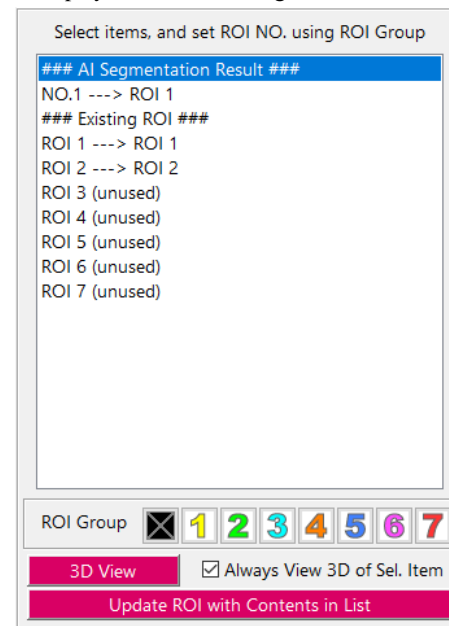 Select items, and set ROI NO. using ROI Group
### AI Segmentation Result ###
NO.1 ---> ROI 1
### Existing ROI ###
ROI 1 ---> ROI 1
ROI 2 ---> ROI 2
ROI 3 (unused)
ROI 4 (unused)
ROI 5 (unused)
ROI 6 (unused)
ROI 7 (unused)
ROI Group 1 2 3 4 5 6 7
3D View Always View 3D of Sel. Item
Update ROI with Contents in List